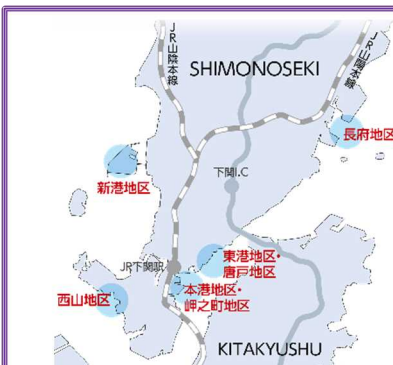 JR山陰本線
SHIMONOSEKI
JR山陰本線
長府地区
下関I.C
新港地区
東港地区・
唐戸地区
JR下関駅
本港地区・
岬之町地区
西山地区
KITAKYUSHU